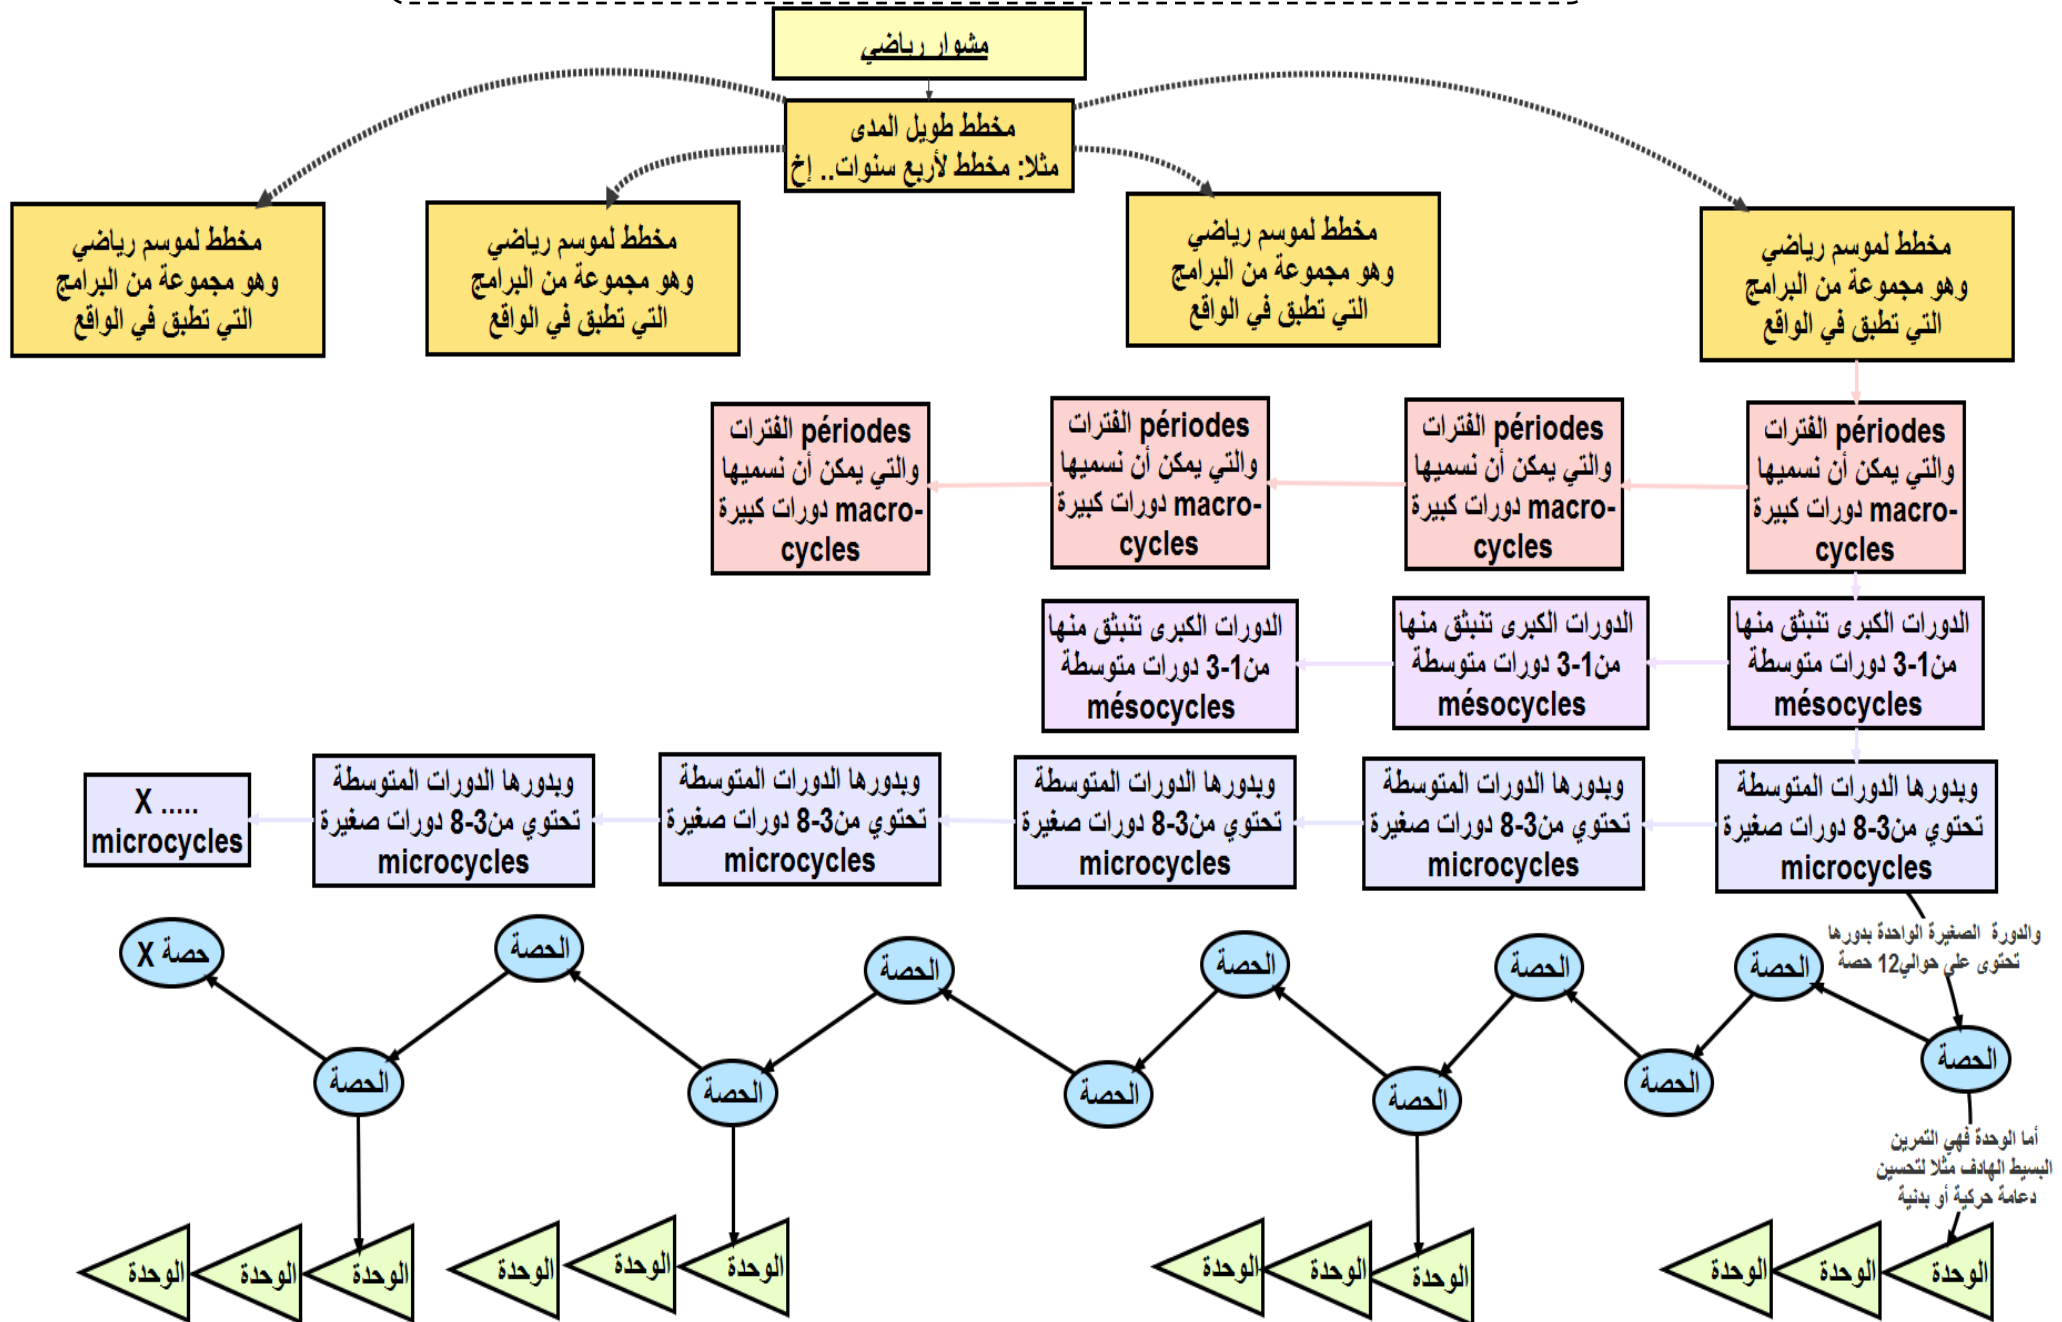 مشوار رياضي
مخطط طويل المدى
مثلا: مخطط لأربع سنوات.. إخ
مخطط لموسم رياضي
وهو مجموعة من البرامج
التي تطبق في الواقع
مخطط لموسم رياضي
وهو مجموعة من البرامج
التي تطبق في الواقع
مخطط لموسم رياضي
وهو مجموعة من البرامج
التي تطبق في الواقع
مخطط لموسم رياضي
وهو مجموعة من البرامج
التي تطبق في الواقع
الفترات périodes
والتي يمكن أن نسميها
دورات كبيرة macro-
cycles
الفترات périodes
والتي يمكن أن نسميها
دورات كبيرة macro-
cycles
الفترات périodes
والتي يمكن أن نسميها
دورات كبيرة macro-
cycles
الفترات périodes
والتي يمكن أن نسميها
دورات كبيرة macro-
cycles
الدورات الكبرى تنبثق منها
من1-3 دورات متوسطة
mésocycles
الدورات الكبرى تنبثق منها
من1-3 دورات متوسطة
mésocycles
الدورات الكبرى تنبثق منها
من1-3 دورات متوسطة
mésocycles
وبدورها الدورات المتوسطة
تحتوي من3-8 دورات صغيرة
microcycles
وبدورها الدورات المتوسطة
تحتوي من3-8 دورات صغيرة
microcycles
وبدورها الدورات المتوسطة
تحتوي من3-8 دورات صغيرة
microcycles
وبدورها الدورات المتوسطة
تحتوي من3-8 دورات صغيرة
microcycles
وبدورها الدورات المتوسطة
تحتوي من3-8 دورات صغيرة
microcycles
X .....
microcycles
والدورة الصغيرة الواحدة بدورها
تحتوى على حوالي12 حصة
الحصة
الحصة
الحصة
الحصة
الحصة
الحصة
الحصة
الحصة
الحصة
الحصة
الحصة
حصة X
أما الوحدة فهي التمرين
البسيط الهادف مثلا لتحسين
دعامة حركية أو بدنية
الوحدة
الوحدة
الوحدة
الوحدة
الوحدة
الوحدة
الوحدة
الوحدة
الوحدة
الوحدة
الوحدة
الوحدة